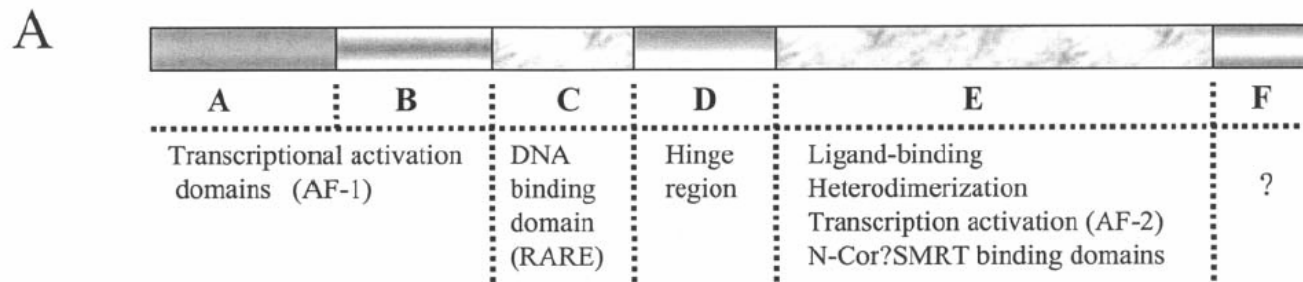 A
A B C D E F
Transcriptional activation
domains (AF-1)
DNA
binding
domain
(RARE)
Hinge
region
Ligand-binding
Heterodimerization
Transcription activation (AF-2)
N-Cor?SMRT binding domains
?